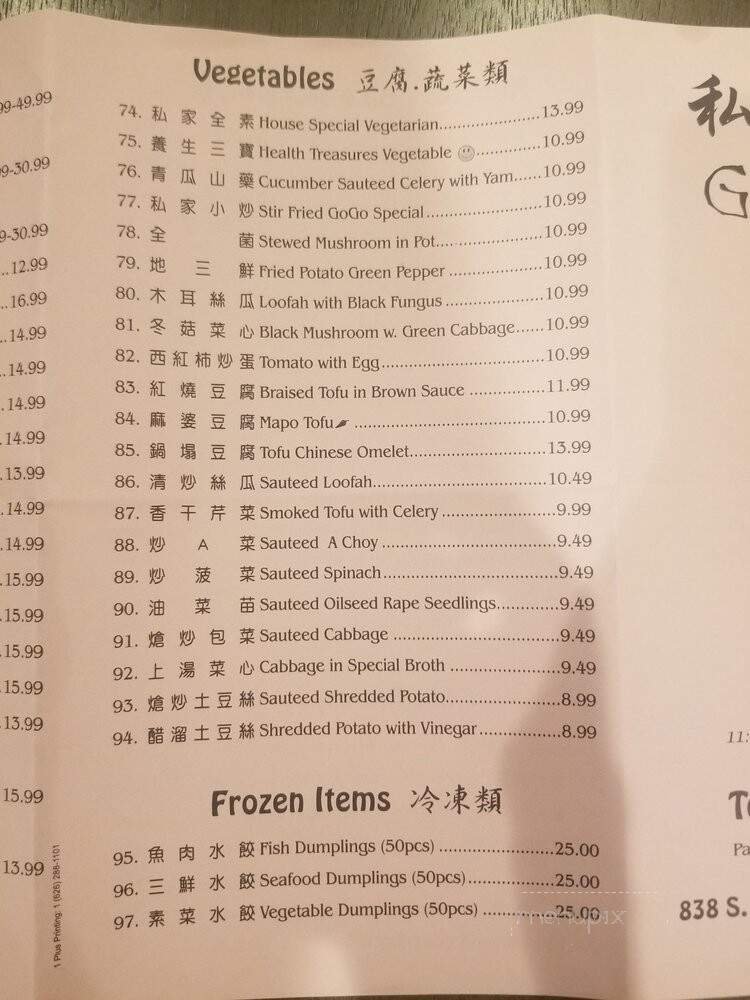 99-49.99
9-30.99
9-30.99
..12.99
..16.99
.14.99
.14.99
.14.99
.14.99
.13.99
.14.99
.14.99
.15.99
.15.99
.15.99
.15.99
.13.99
15.99
13.99
1 Plus Printing: 1 (626) 288-1101
Vegetables 豆腐.蔬菜類
74. 私家全素 House Special Vegetarian......................13.99
75. 養生三寶 Health Treasures Vegetable ..............10.99
76. 青瓜山藥 Cucumber Sauteed Celery with Yam......10.99
77. 私家小炒 Stir Fried GoGo Special........................10.99
78. 全菌 Stewed Mushroom in Pot......................10.99
79. 地三鮮 Fried Potato Green Pepper ....................10.99
80. 木耳絲瓜 Loofah with Black Fungus ....................10.99
81. 冬菇菜心 Black Mushroom w. Green Cabbage......10.99
82. 西紅柿炒蛋 Tomato with Egg.................................10.99
83. 紅燒豆腐 Braised Tofu in Brown Sauce ...............11.99
84. 麻婆豆腐 Mapo Tofu ......................................10.99
85. 鍋塌豆腐 Tofu Chinese Omelet...........................13.99
86. 清炒絲瓜 Sauteed Loofah...................................10.49
87. 香干芹菜 Smoked Tofu with Celery ......................9.99
88. 炒A菜 Sauteed A Choy ...................................9.49
89. 炒菠菜 Sauteed Spinach...................................9.49
90. 油菜苗 Sauteed Oilseed Rape Seedlings.............9.49
91. 熗炒包菜 Sauteed Cabbage .................................9.49
92. 上湯菜心 Cabbage in Special Broth ......................9.49
93. 熗炒土豆絲 Sauteed Shredded Potato.......................8.99
94. 醋溜土豆絲 Shredded Potato with Vinegar.................8.99
Frozen Items 冷凍類
95. 魚肉水餃 Fish Dumplings (50pcs) .......................25.00
96. 三鮮水餃 Seafood Dumplings (50pcs).................25.00
97. 素菜水餃 Vegetable Dumplings (50pcs) ..............25.00
menupix
私
G
11:
Pa
838 S.